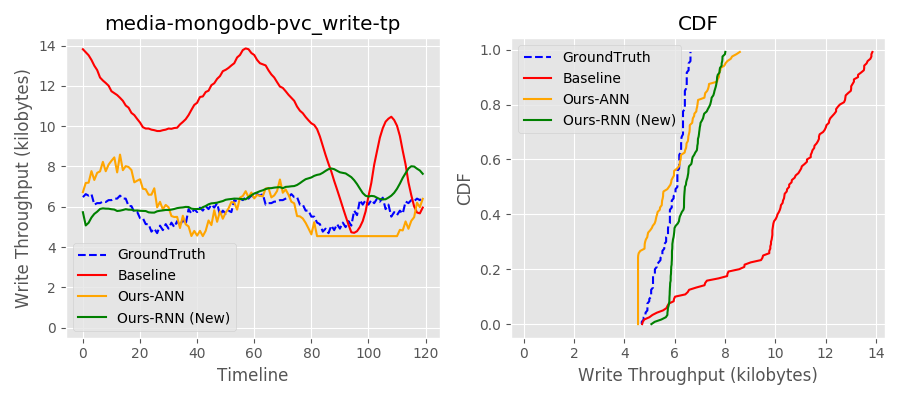 media-mongodb-pvc_write-tp
Write Throughput (kilobytes)
14
12
10
8
6
4
2
0
GroundTruth
Baseline
Ours-ANN
Ours-RNN (New)
0 20 40 60 80 100 120
Timeline
CDF
CDF
1.0
0.8
0.6
0.4
0.2
0.0
GroundTruth
Baseline
Ours-ANN
Ours-RNN (New)
0 2 4 6 8 10 12 14
Write Throughput (kilobytes)